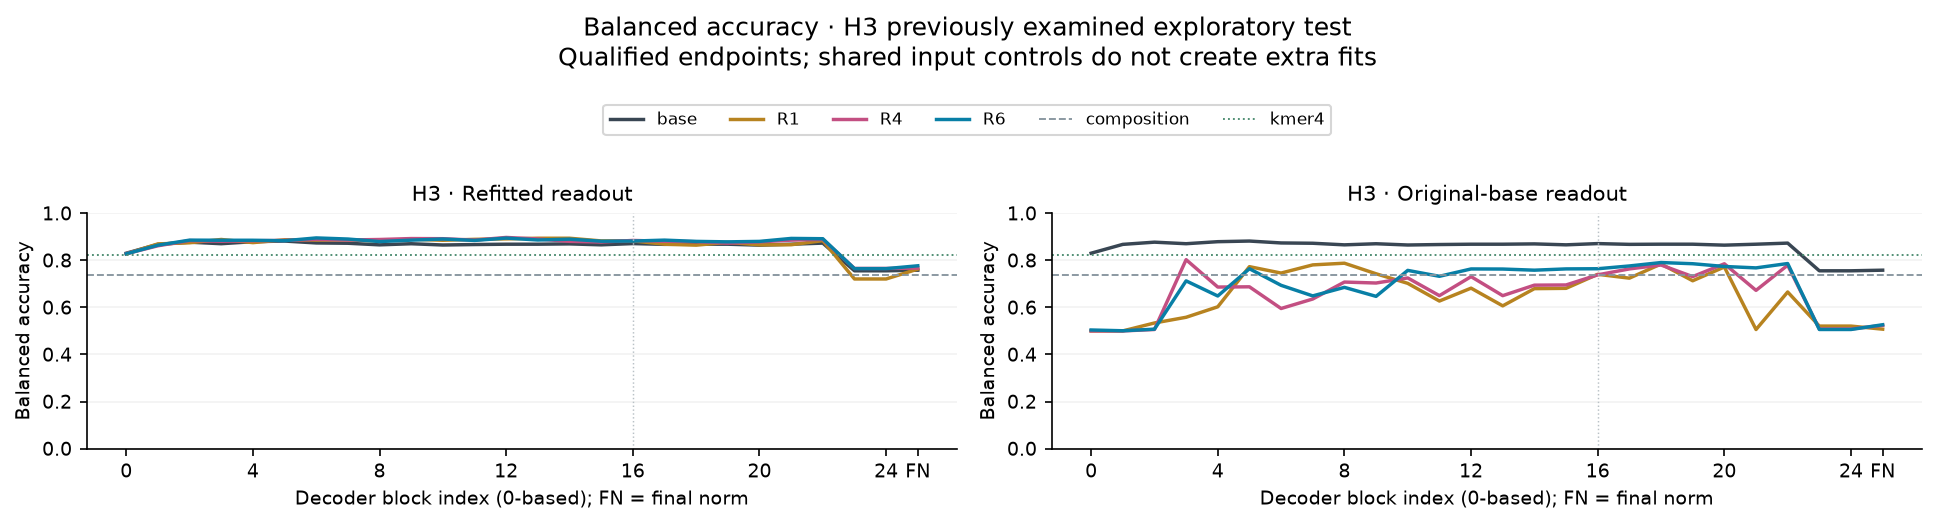 Balanced accuracy · H3 previously examined exploratory test
Qualified endpoints; shared input controls do not create extra fits
base R1 R4 R6 composition kmer4
H3 · Refitted readout
Balanced accuracy
1.0
0.8
0.6
0.4
0.2
0.0
0 4 8 12 16 20 24 FN
Decoder block index (0-based); FN = final norm
H3 · Original-base readout
Balanced accuracy
1.0
0.8
0.6
0.4
0.2
0.0
0 4 8 12 16 20 24 FN
Decoder block index (0-based); FN = final norm